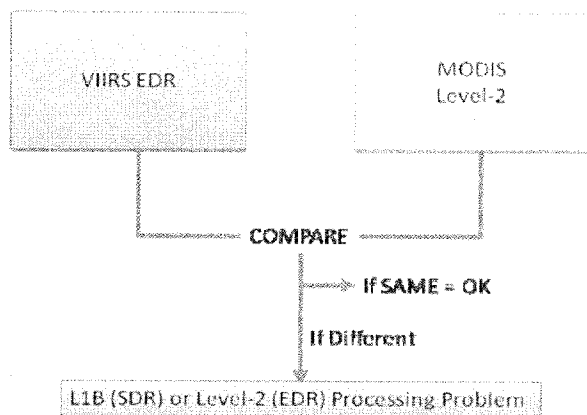 VIIRS EDR
MODIS
Level-2
COMPARE
If SAME = OK
If Different
L1B (SDR) or Level-2 (EDR) Processing Problem